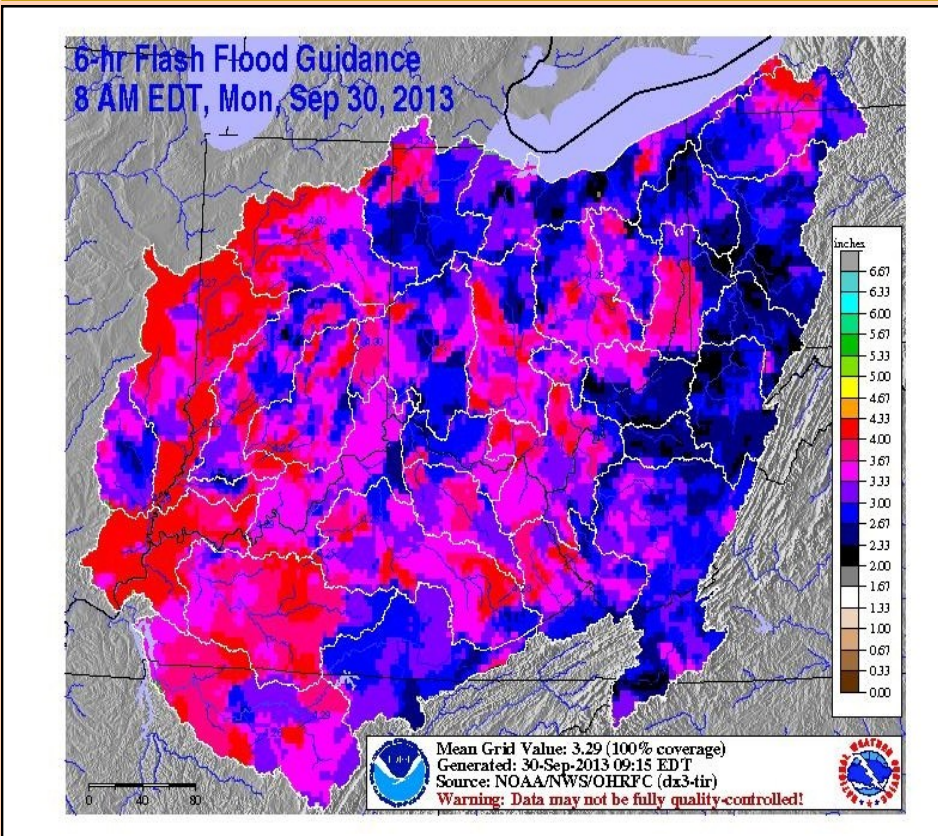 6-hr Flash Flood Guidance
8 AM EDT, Mon, Sep 30, 2013
inches
6.67
6.33
6.00
5.67
5.33
5.00
4.67
4.33
4.00
3.67
3.33
3.00
2.67
2.33
2.00
1.67
1.33
1.00
0.67
0.33
0.00
0 40 80
Mean Grid Value: 3.29 (100% coverage)
Generated: 30-Sep-2013 09:15 EDT
Source: NOAA/NWS/OHRFC (dx3-tir)
Warning: Data may not be fully quality-controlled!
NATIONAL WEATHER SERVICE